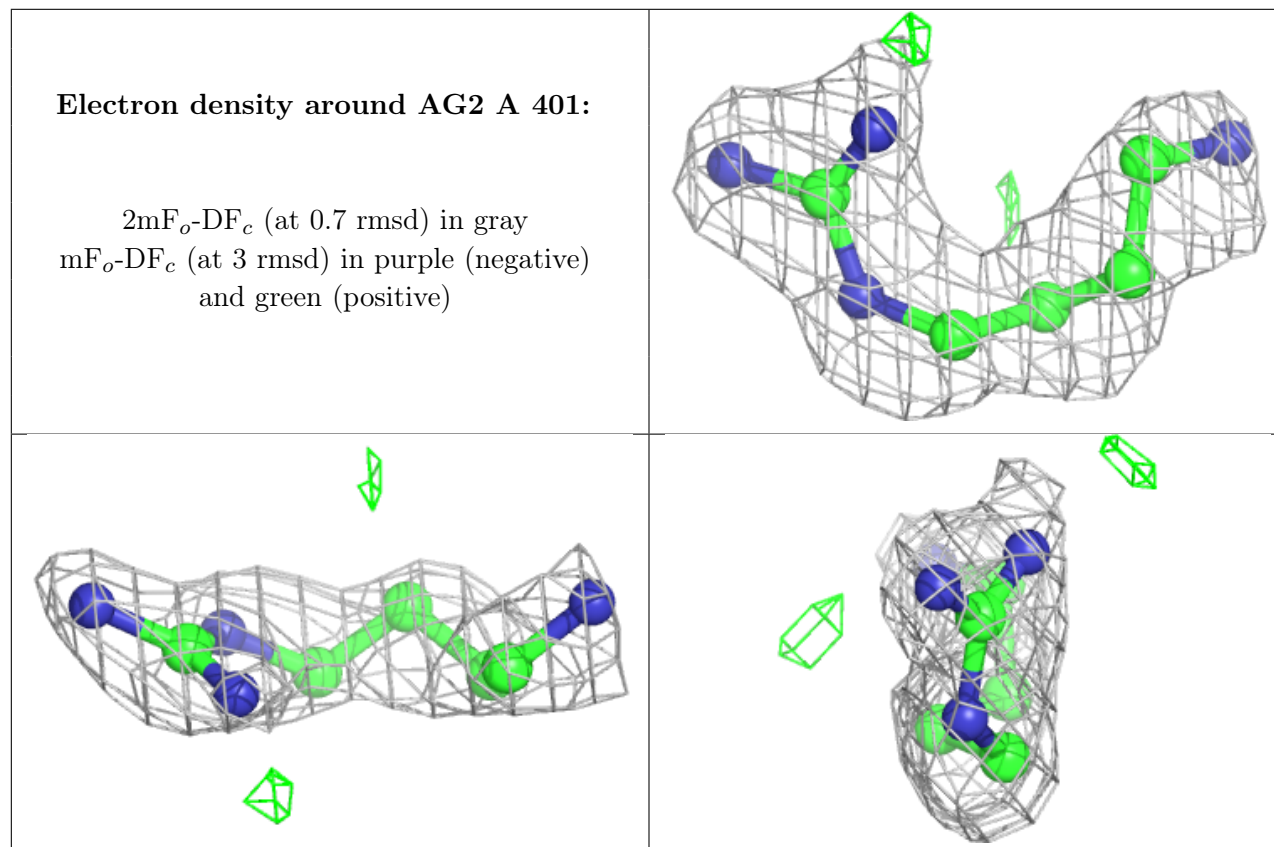 Electron density around AG2 A 401:
2mFo-DFc (at 0.7 rmsd) in gray
mFo-DFc (at 3 rmsd) in purple (negative)
and green (positive)